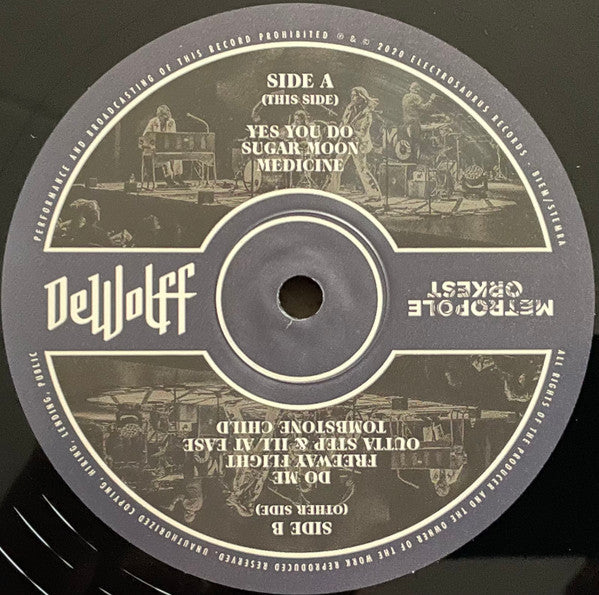 SIDE A
(THIS SIDE)
YES YOU DO
SUGAR MOON
MEDICINE
DeWolff
METROPOLE
ORKEST
SIDE B
(OTHER SIDE)
DO ME
FREEWAY FLIGHT
OUTTA STEP & ILL AT EASE
TOMBSTONE CHILD
ALL RIGHTS OF THE PRODUCER AND THE OWNER OF THE WORK REPRODUCED RESERVED. UNAUTHORIZED COPYING, HIRING, LENDING, PUBLIC PERFORMANCE AND BROADCASTING OF THIS RECORD PROHIBITED ℗ & © 2020 ELECTROSAURUS RECORDS · BIEM/STEMRA